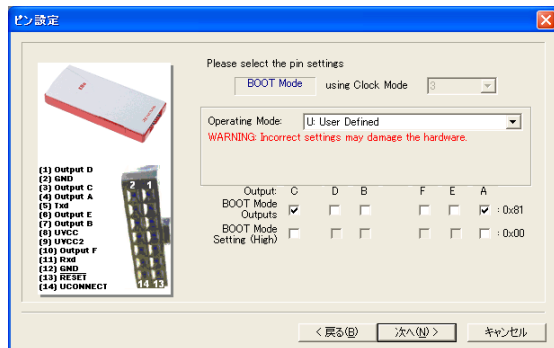 ピン設定
Please select the pin settings
BOOT Mode using Clock Mode 3
Operating Mode: U: User Defined
WARNING: Incorrect settings may damage the hardware.
E8a
(1) Output D
(2) GND
(3) Output C
(4) Output A
(5) Txd
(6) Output E
(7) Output B
(8) UVCC
(9) UVCC2
(10) Output F
(11) Rxd
(12) GND
(13) RESET
(14) UCONNECT
2 1
14 13
Output: C D B F E A
BOOT Mode Outputs : 0x81
BOOT Mode Setting (High) : 0x00
< 戻る(B) 次へ(N) > キャンセル